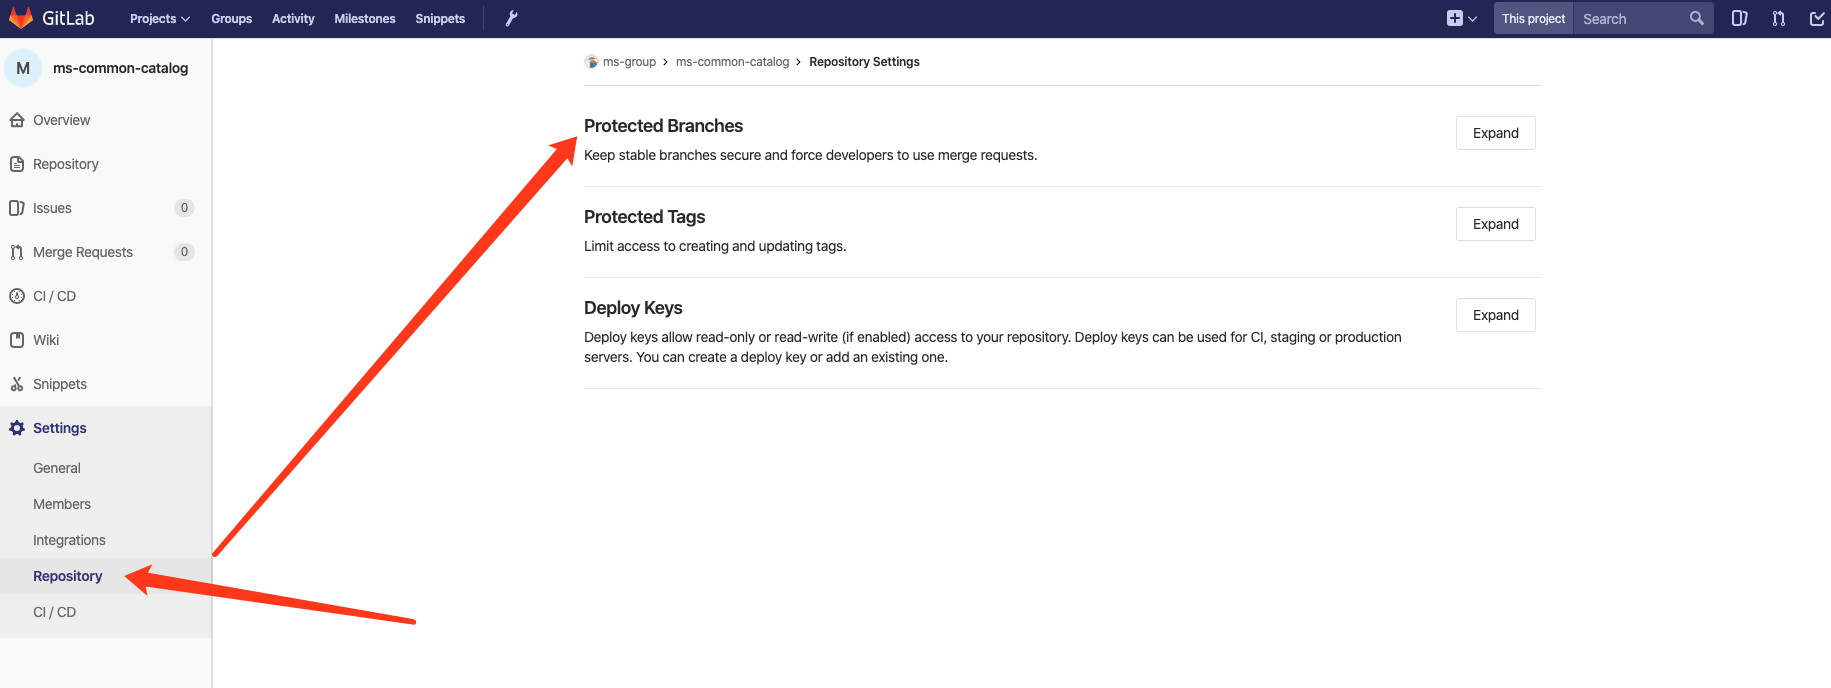 GitLab Projects Groups Activity Milestones Snippets This project Search
M ms-common-catalog
Overview
Repository
Issues 0
Merge Requests 0
CI / CD
Wiki
Snippets
Settings
General
Members
Integrations
Repository
CI / CD
ms-group > ms-common-catalog > Repository Settings
Protected Branches
Expand
Keep stable branches secure and force developers to use merge requests.
Protected Tags
Expand
Limit access to creating and updating tags.
Deploy Keys
Expand
Deploy keys allow read-only or read-write (if enabled) access to your repository. Deploy keys can be used for CI, staging or production
servers. You can create a deploy key or add an existing one.